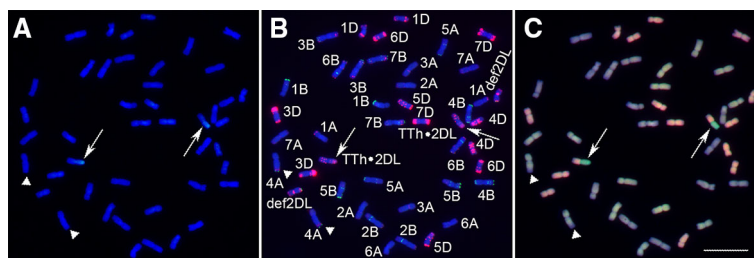 A
B
C
1D
1D
5A
3B
6D
7D
7B
6B
3A
7A
def2DL
3B
2A
1B
1A
3D
1B
5D
4B
4D
7B
7D
1A
TTh•2DL
4D
7A
6B
6D
3D
TTh•2DL
4A
5B
5A
5B
4B
def2DL
2A
3A
4A
2B
6A
6A
2B
5D